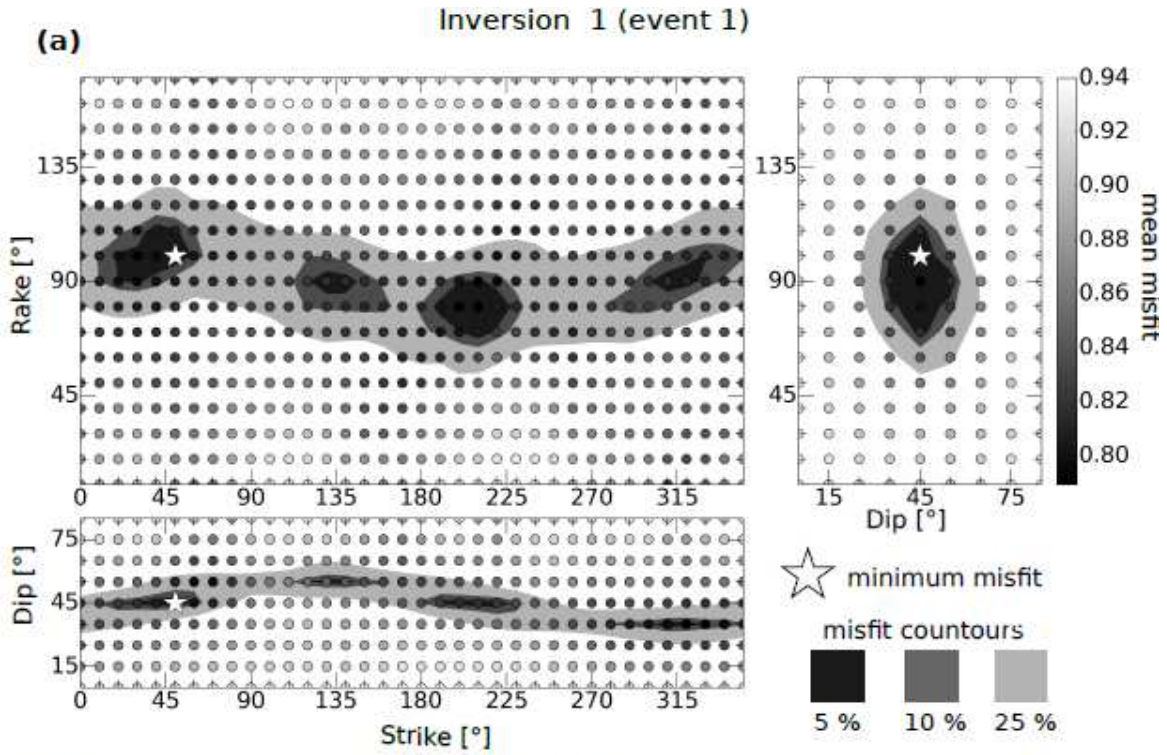 Inversion 1 (event 1)
(a)
Rake [°]
135
90
45
0 45 90 135 180 225 270 315
135
90
45
15 45 75
Dip [°]
0.94
0.92
0.90
0.88
0.86
0.84
0.82
0.80
mean misfit
Dip [°]
75
45
15
0 45 90 135 180 225 270 315
Strike [°]
minimum misfit
misfit countours
5 % 10 % 25 %